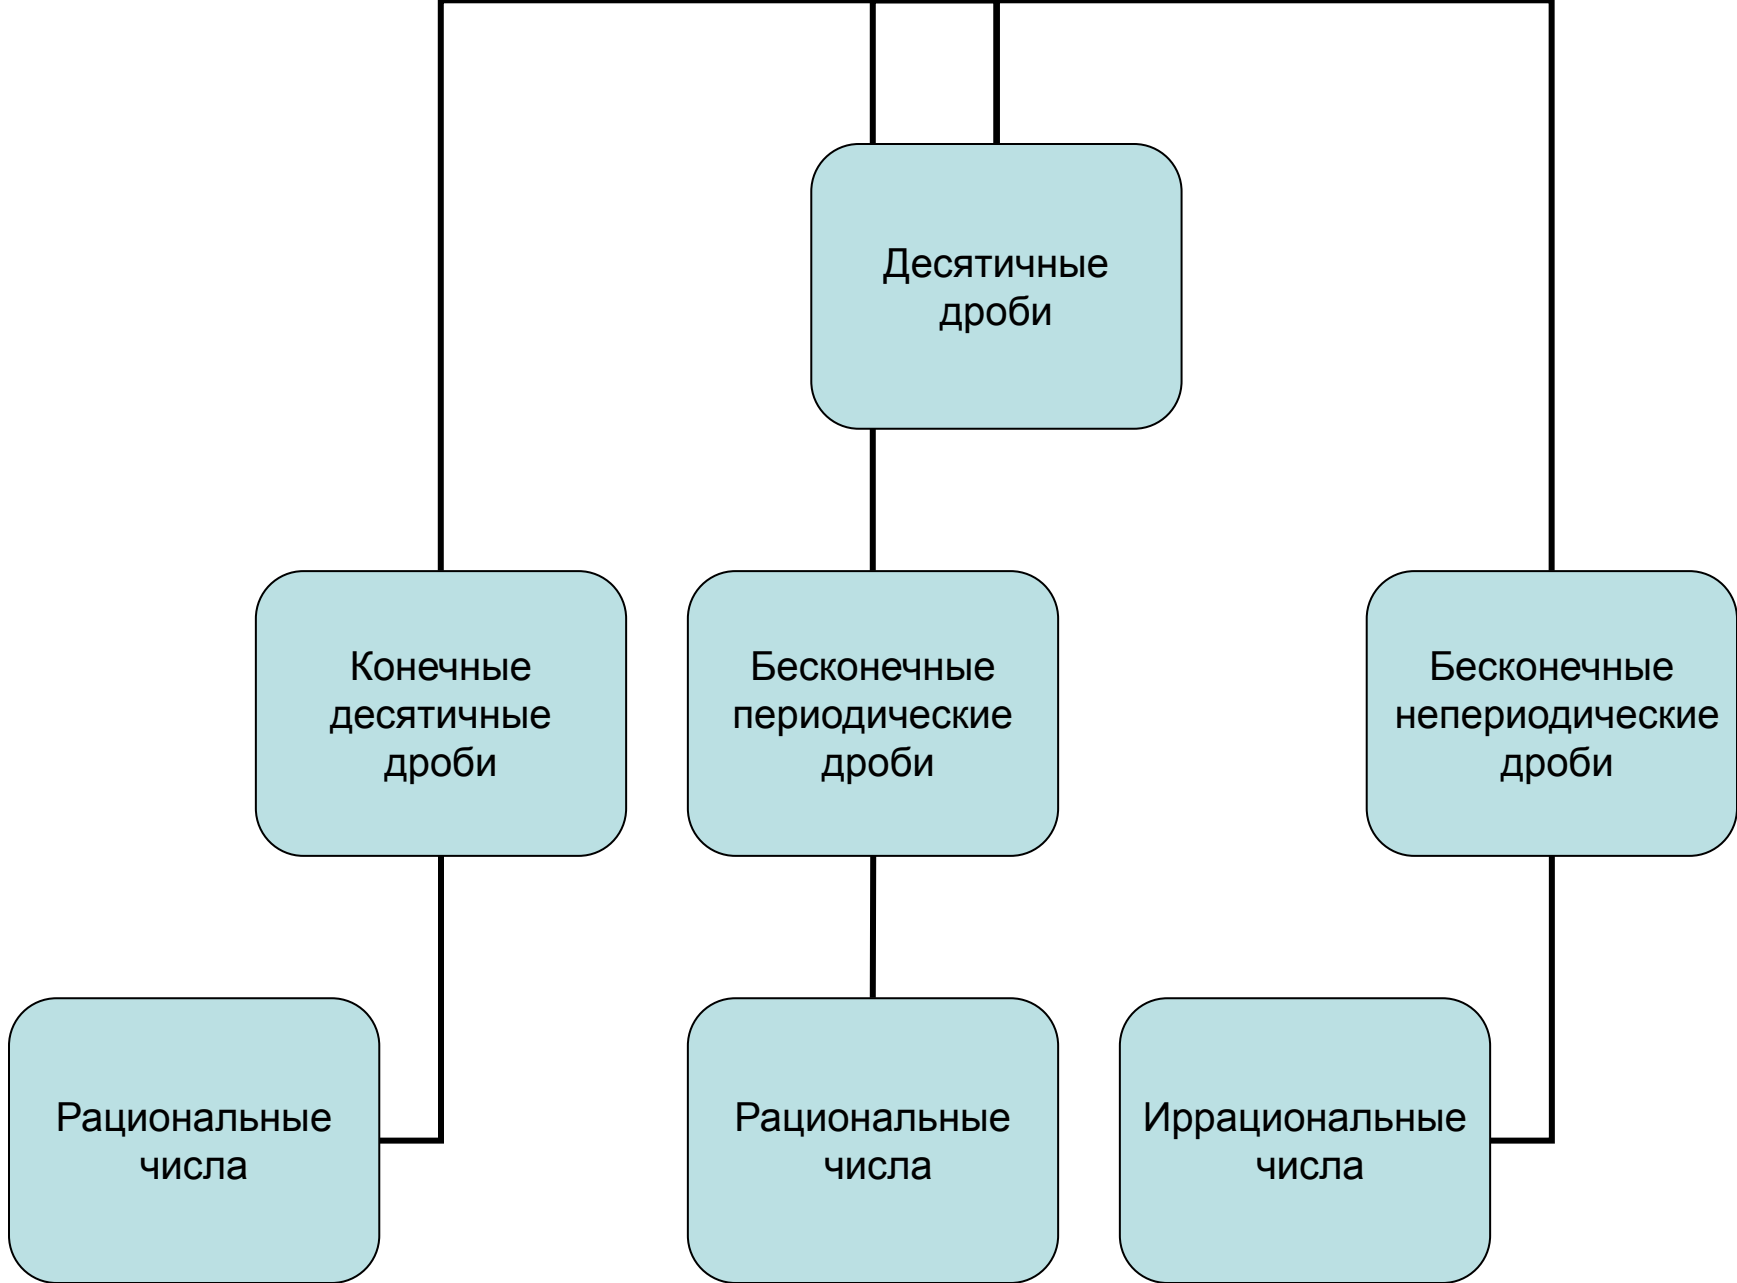 Десятичные
дроби
Конечные
десятичные
дроби
Бесконечные
периодические
дроби
Бесконечные
непериодические
дроби
Рациональные
числа
Рациональные
числа
Иррациональные
числа